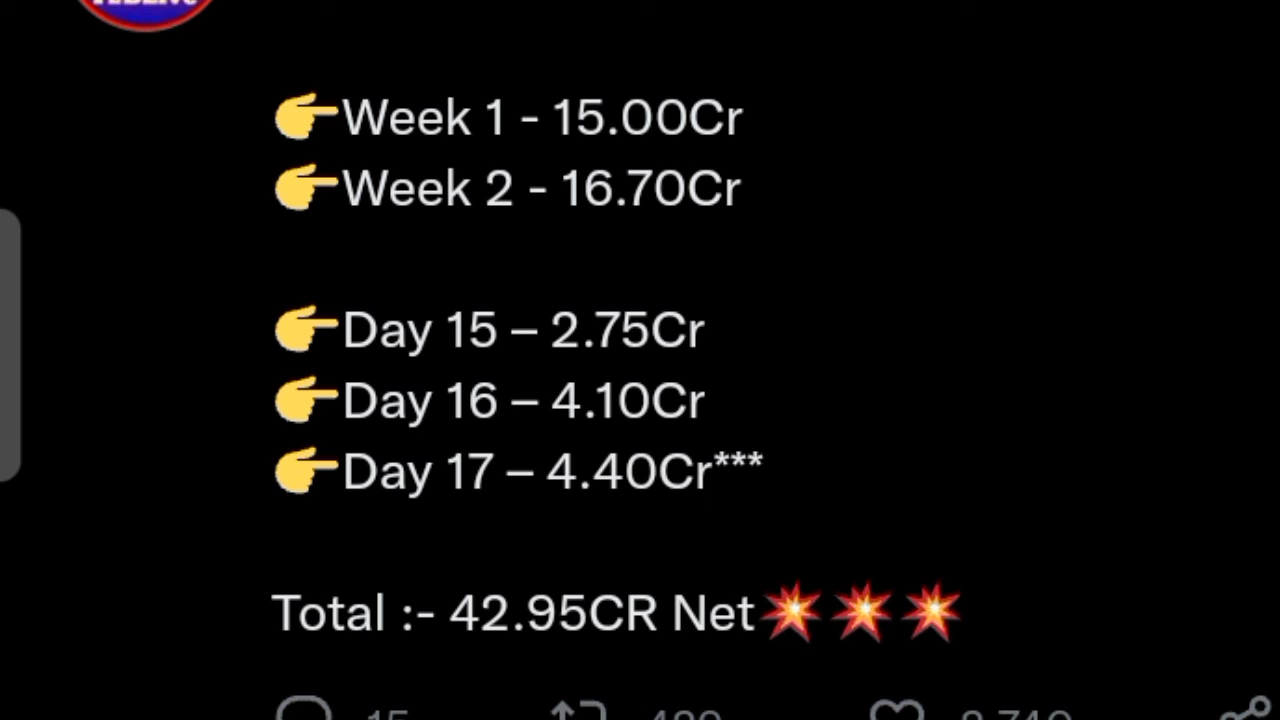 👉Week 1 - 15.00Cr
👉Week 2 - 16.70Cr
👉Day 15 – 2.75Cr
👉Day 16 – 4.10Cr
👉Day 17 – 4.40Cr***
Total :- 42.95CR Net💥💥💥